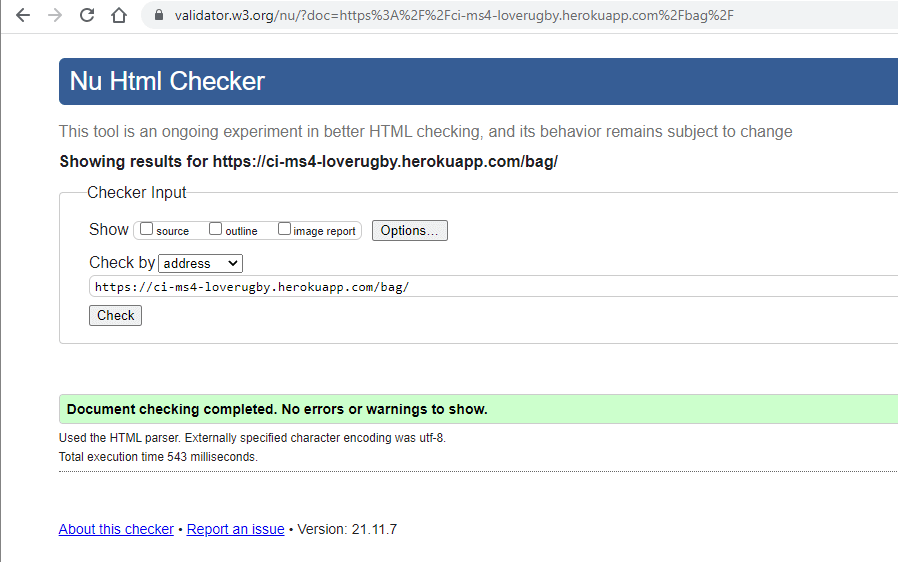 validator.w3.org/nu/?doc=https%3A%2F%2Fci-ms4-loverugby.herokuapp.com%2Fbag%2F
Nu Html Checker
This tool is an ongoing experiment in better HTML checking, and its behavior remains subject to change
Showing results for https://ci-ms4-loverugby.herokuapp.com/bag/
Checker Input
Show source outline image report Options...
Check by address
https://ci-ms4-loverugby.herokuapp.com/bag/
Check
Document checking completed. No errors or warnings to show.
Used the HTML parser. Externally specified character encoding was utf-8.
Total execution time 543 milliseconds.
About this checker • Report an issue • Version: 21.11.7